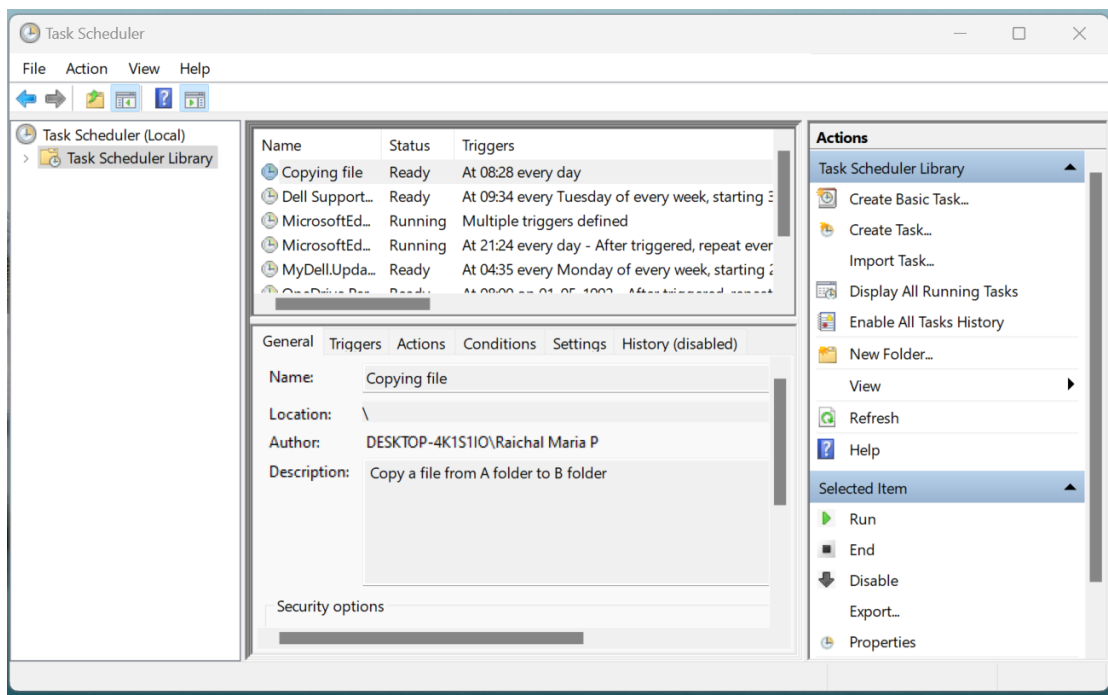 Task Scheduler
File Action View Help
Task Scheduler (Local)
Task Scheduler Library
Name Status Triggers
Copying file Ready At 08:28 every day
Dell Support... Ready At 09:34 every Tuesday of every week, starting 3
MicrosoftEd... Running Multiple triggers defined
MicrosoftEd... Running At 21:24 every day - After triggered, repeat ever
MyDell.Upda... Ready At 04:35 every Monday of every week, starting 2
General Triggers Actions Conditions Settings History (disabled)
Name: Copying file
Location: \
Author: DESKTOP-4K1S1IO\Raichal Maria P
Description: Copy a file from A folder to B folder
Security options
Actions
Task Scheduler Library
Create Basic Task...
Create Task...
Import Task...
Display All Running Tasks
Enable All Tasks History
New Folder...
View
Refresh
Help
Selected Item
Run
End
Disable
Export...
Properties